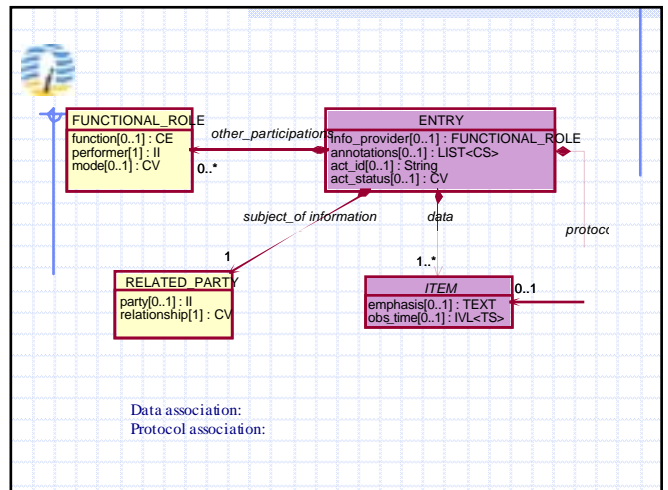 FUNCTIONAL_ROLE
function[0..1] : CE
performer[1] : II
mode[0..1] : CV
other_participations
0..*
ENTRY
info_provider[0..1] : FUNCTIONAL_ROLE
annotations[0..1] : LIST<CS>
act_id[0..1] : String
act_status[0..1] : CV
subject_of information
data
protoc
1
1..*
RELATED_PARTY
party[0..1] : II
relationship[1] : CV
ITEM
emphasis[0..1] : TEXT
obs_time[0..1] : IVL<TS>
0..1
Data association:
Protocol association: